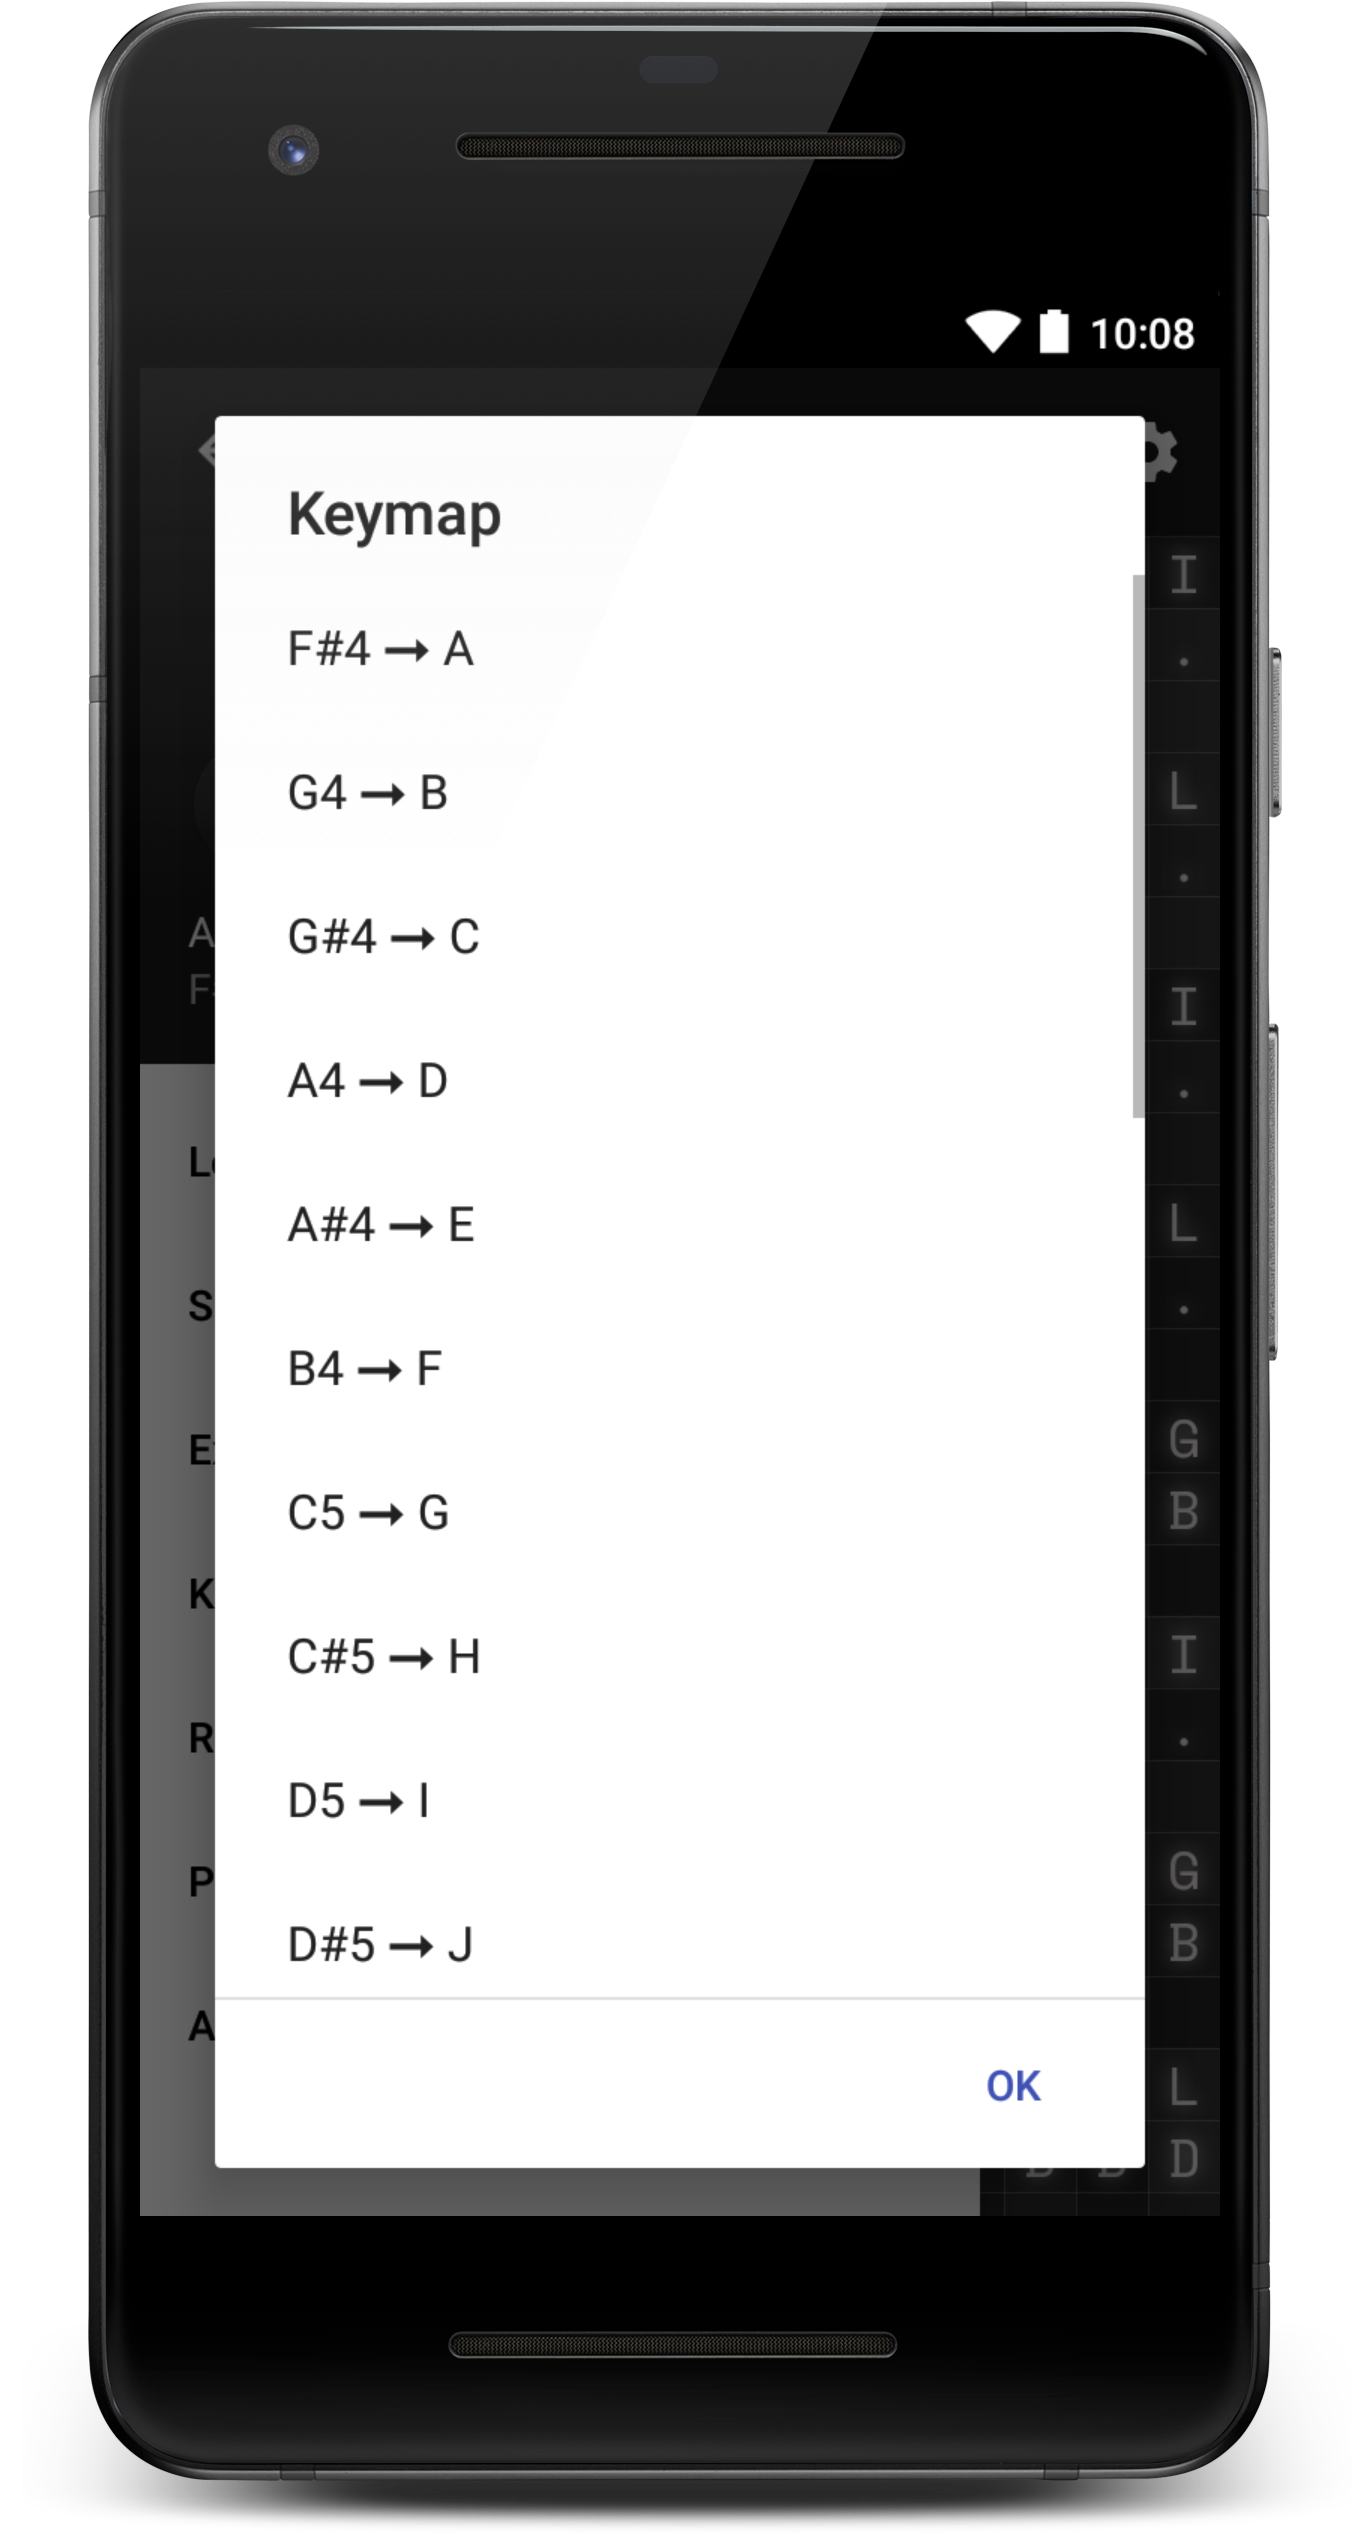 10:08
Keymap
F#4 → A
G4 → B
G#4 → C
A4 → D
A#4 → E
B4 → F
C5 → G
C#5 → H
D5 → I
D#5 → J
OK
I
.
L
.
I
.
L
.
G
B
I
.
G
B
L
D